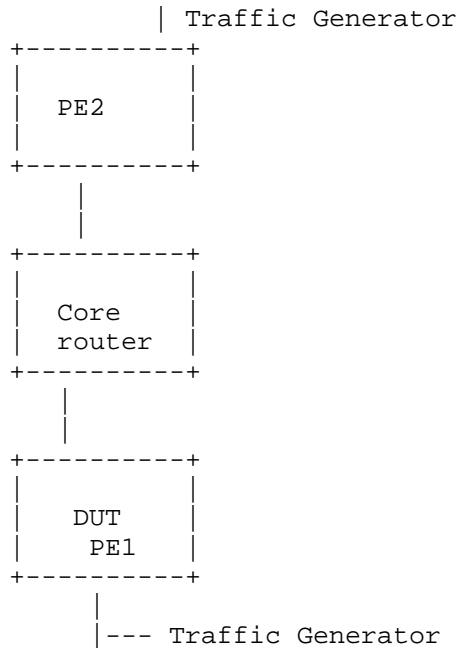 Traffic Generator
PE2
Core
router
DUT
PE1
Traffic Generator